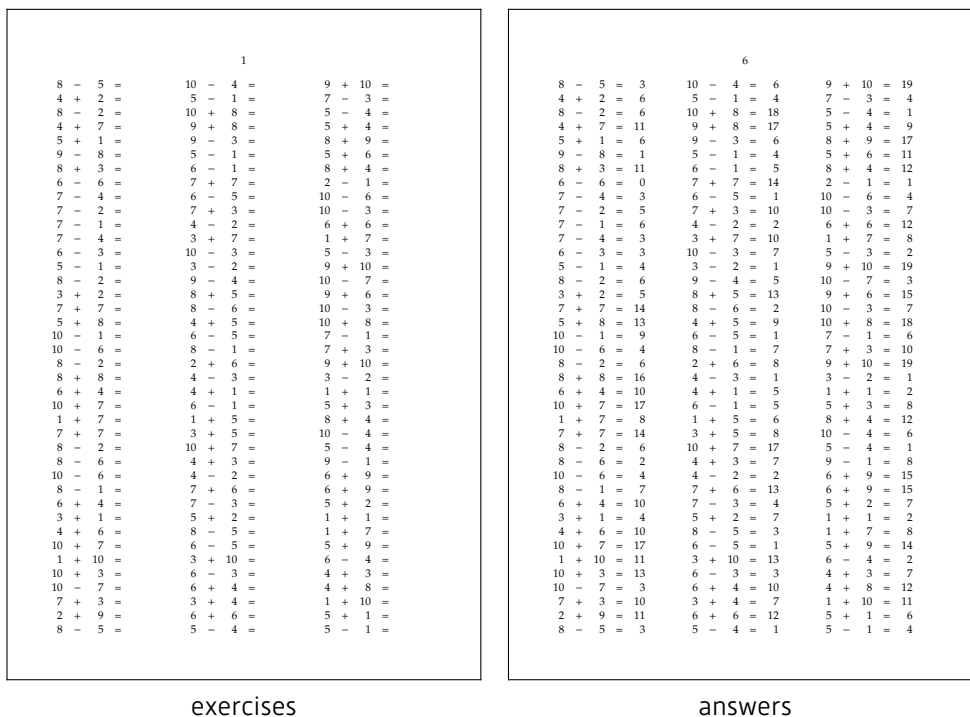 1
8 − 5 = 10 − 4 = 9 + 10 =
4 + 2 = 5 − 1 = 7 − 3 =
8 − 2 = 10 + 8 = 5 − 4 =
4 + 7 = 9 + 8 = 5 + 4 =
5 + 1 = 9 − 3 = 8 + 9 =
9 − 8 = 5 − 1 = 5 + 6 =
8 + 3 = 6 − 1 = 8 + 4 =
6 − 6 = 7 + 7 = 2 − 1 =
7 − 4 = 6 − 5 = 10 − 6 =
7 − 2 = 7 + 3 = 10 − 3 =
7 − 1 = 4 − 2 = 6 + 6 =
7 − 4 = 3 + 7 = 1 + 7 =
6 − 3 = 10 − 3 = 5 − 3 =
5 − 1 = 3 − 2 = 9 + 10 =
8 − 2 = 9 − 4 = 10 − 7 =
3 + 2 = 8 + 5 = 9 + 6 =
7 + 7 = 8 − 6 = 10 − 3 =
5 + 8 = 4 + 5 = 10 + 8 =
10 − 1 = 6 − 5 = 7 − 1 =
10 − 6 = 8 − 1 = 7 + 3 =
8 − 2 = 2 + 6 = 9 + 10 =
8 + 8 = 4 − 3 = 3 − 2 =
6 + 4 = 4 + 1 = 1 + 1 =
10 + 7 = 6 − 1 = 5 + 3 =
1 + 7 = 1 + 5 = 8 + 4 =
7 + 7 = 3 + 5 = 10 − 4 =
8 − 2 = 10 + 7 = 5 − 4 =
8 − 6 = 4 + 3 = 9 − 1 =
10 − 6 = 4 − 2 = 6 + 9 =
8 − 1 = 7 + 6 = 6 + 9 =
6 + 4 = 7 − 3 = 5 + 2 =
3 + 1 = 5 + 2 = 1 + 1 =
4 + 6 = 8 − 5 = 1 + 7 =
10 + 7 = 6 − 5 = 5 + 9 =
1 + 10 = 3 + 10 = 6 − 4 =
10 + 3 = 6 − 3 = 4 + 3 =
10 − 7 = 6 + 4 = 4 + 8 =
7 + 3 = 3 + 4 = 1 + 10 =
2 + 9 = 6 + 6 = 5 + 1 =
8 − 5 = 5 − 4 = 5 − 1 =
exercises
6
8 − 5 = 3 10 − 4 = 6 9 + 10 = 19
4 + 2 = 6 5 − 1 = 4 7 − 3 = 4
8 − 2 = 6 10 + 8 = 18 5 − 4 = 1
4 + 7 = 11 9 + 8 = 17 5 + 4 = 9
5 + 1 = 6 9 − 3 = 6 8 + 9 = 17
9 − 8 = 1 5 − 1 = 4 5 + 6 = 11
8 + 3 = 11 6 − 1 = 5 8 + 4 = 12
6 − 6 = 0 7 + 7 = 14 2 − 1 = 1
7 − 4 = 3 6 − 5 = 1 10 − 6 = 4
7 − 2 = 5 7 + 3 = 10 10 − 3 = 7
7 − 1 = 6 4 − 2 = 2 6 + 6 = 12
7 − 4 = 3 3 + 7 = 10 1 + 7 = 8
6 − 3 = 3 10 − 3 = 7 5 − 3 = 2
5 − 1 = 4 3 − 2 = 1 9 + 10 = 19
8 − 2 = 6 9 − 4 = 5 10 − 7 = 3
3 + 2 = 5 8 + 5 = 13 9 + 6 = 15
7 + 7 = 14 8 − 6 = 2 10 − 3 = 7
5 + 8 = 13 4 + 5 = 9 10 + 8 = 18
10 − 1 = 9 6 − 5 = 1 7 − 1 = 6
10 − 6 = 4 8 − 1 = 7 7 + 3 = 10
8 − 2 = 6 2 + 6 = 8 9 + 10 = 19
8 + 8 = 16 4 − 3 = 1 3 − 2 = 1
6 + 4 = 10 4 + 1 = 5 1 + 1 = 2
10 + 7 = 17 6 − 1 = 5 5 + 3 = 8
1 + 7 = 8 1 + 5 = 6 8 + 4 = 12
7 + 7 = 14 3 + 5 = 8 10 − 4 = 6
8 − 2 = 6 10 + 7 = 17 5 − 4 = 1
8 − 6 = 2 4 + 3 = 7 9 − 1 = 8
10 − 6 = 4 4 − 2 = 2 6 + 9 = 15
8 − 1 = 7 7 + 6 = 13 6 + 9 = 15
6 + 4 = 10 7 − 3 = 4 5 + 2 = 7
3 + 1 = 4 5 + 2 = 7 1 + 1 = 2
4 + 6 = 10 8 − 5 = 3 1 + 7 = 8
10 + 7 = 17 6 − 5 = 1 5 + 9 = 14
1 + 10 = 11 3 + 10 = 13 6 − 4 = 2
10 + 3 = 13 6 − 3 = 3 4 + 3 = 7
10 − 7 = 3 6 + 4 = 10 4 + 8 = 12
7 + 3 = 10 3 + 4 = 7 1 + 10 = 11
2 + 9 = 11 6 + 6 = 12 5 + 1 = 6
8 − 5 = 3 5 − 4 = 1 5 − 1 = 4
answers